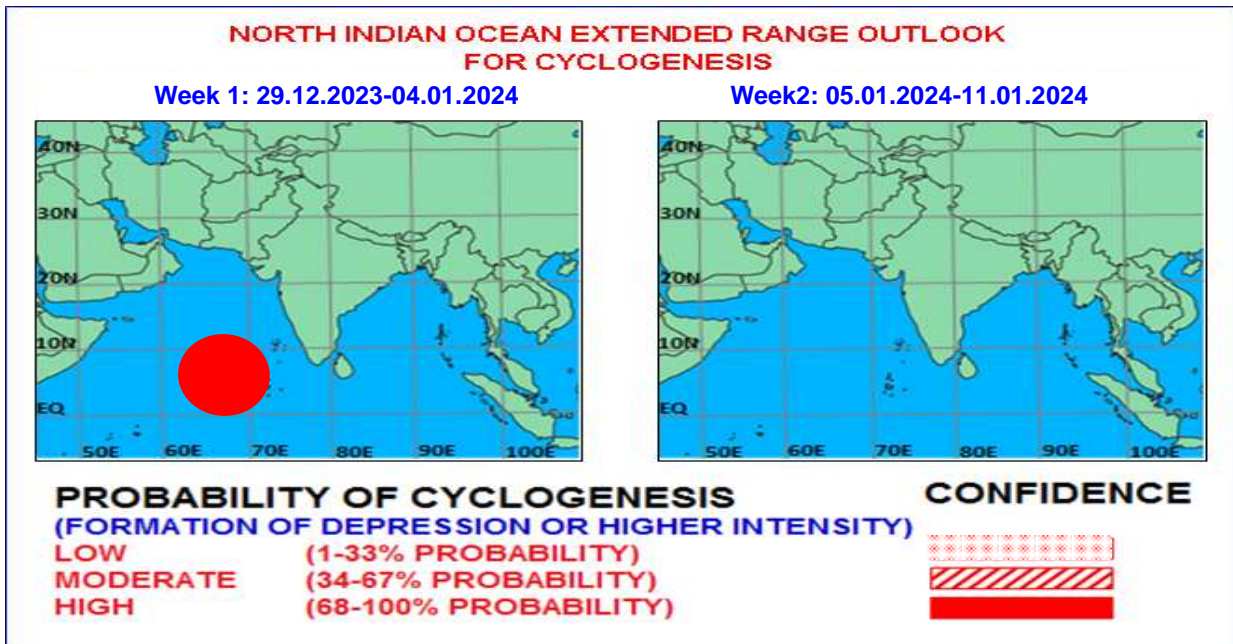 NORTH INDIAN OCEAN EXTENDED RANGE OUTLOOK
FOR CYCLOGENESIS
Week 1: 29.12.2023-04.01.2024
Week2: 05.01.2024-11.01.2024
40N
30N
20N
10N
EQ
50E 60E 70E 80E 90E 100E
40N
30N
20N
10N
EQ
50E 60E 70E 80E 90E 100E
PROBABILITY OF CYCLOGENESIS
CONFIDENCE
(FORMATION OF DEPRESSION OR HIGHER INTENSITY)
LOW (1-33% PROBABILITY)
MODERATE (34-67% PROBABILITY)
HIGH (68-100% PROBABILITY)